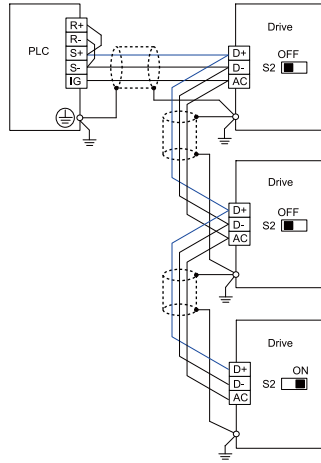 PLC
R+
R-
S+
S-
IG
Drive
D+
D-
AC
OFF
S2
Drive
D+
D-
AC
OFF
S2
Drive
D+
D-
AC
ON
S2